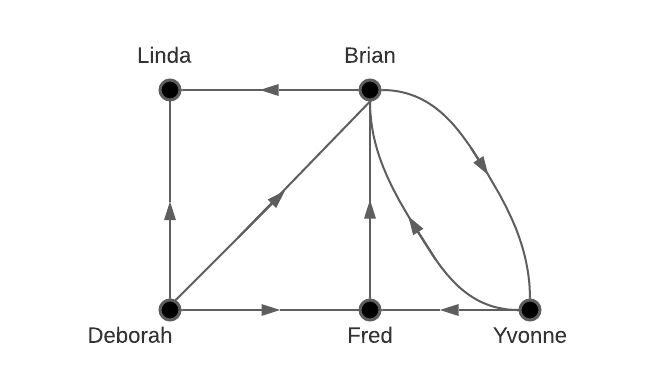 Linda
Brian
Deborah
Fred
Yvonne